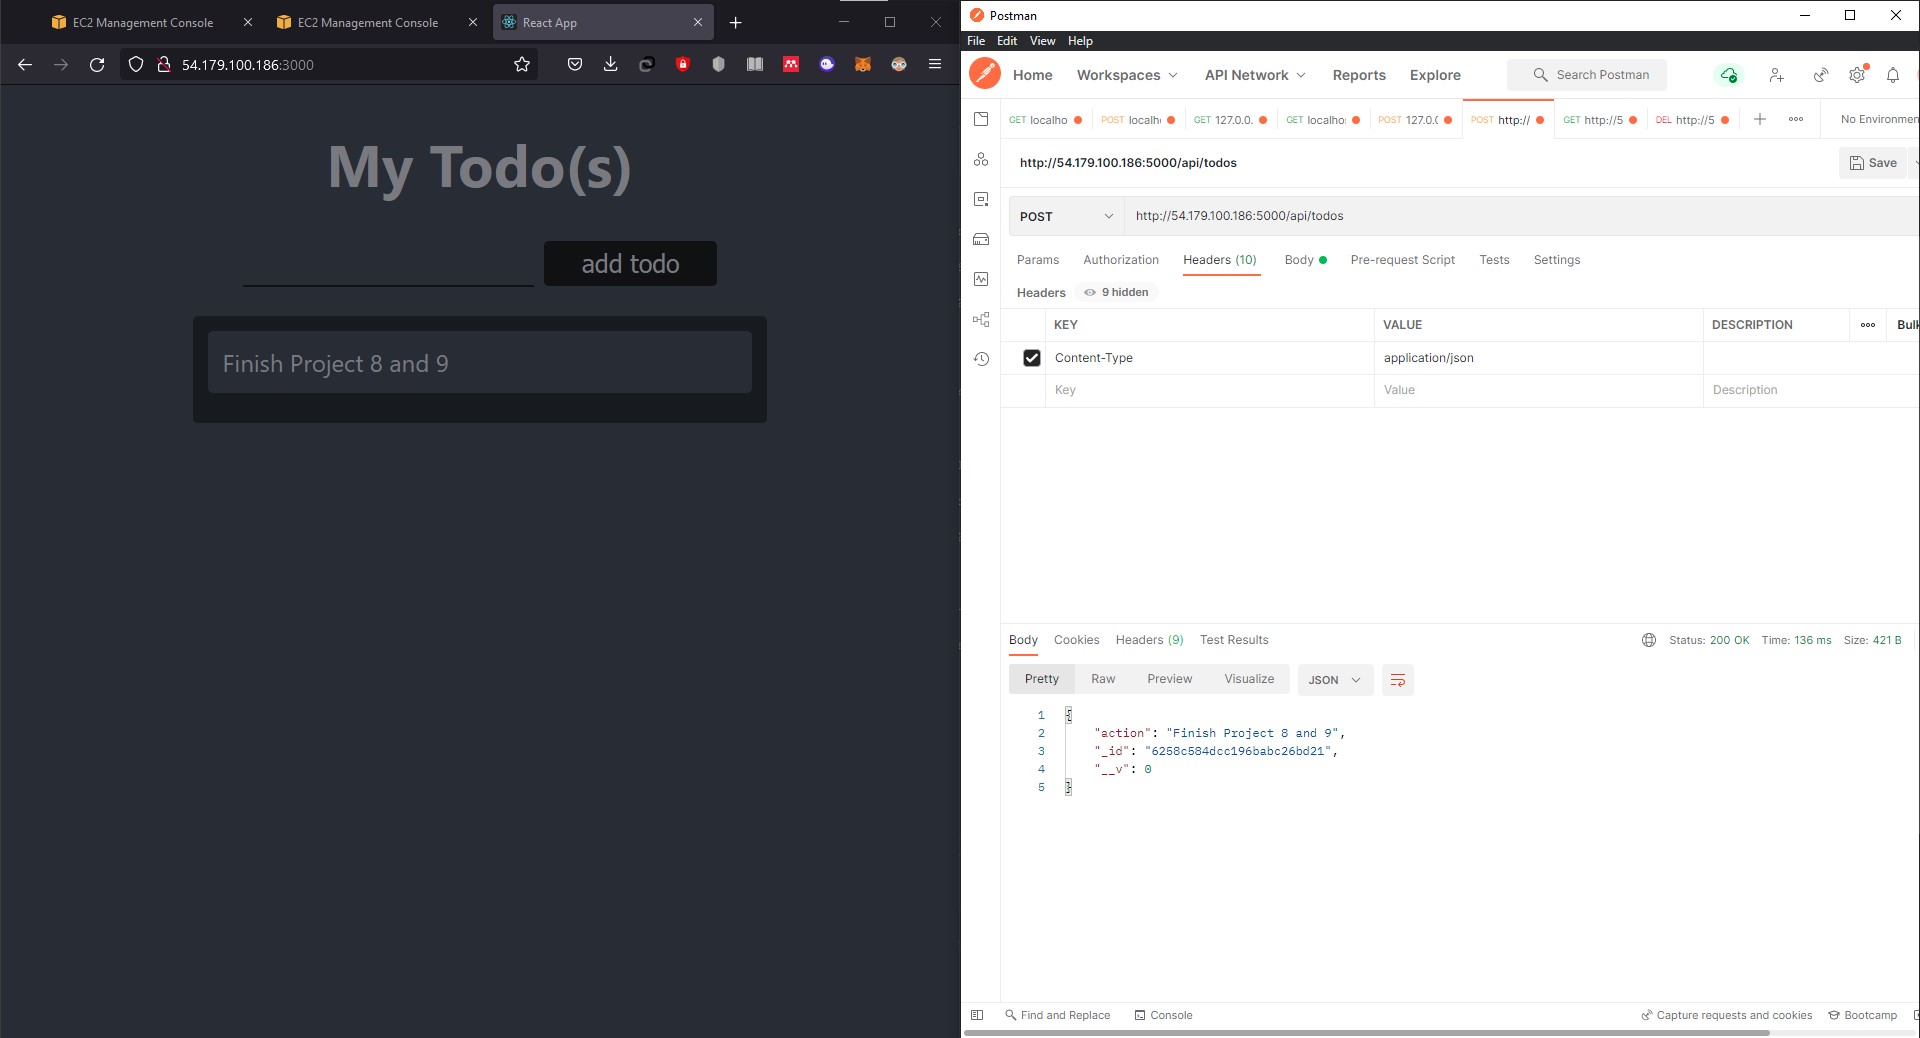 EC2 Management Console
EC2 Management Console
React App
54.179.100.186:3000
My Todo(s)
add todo
Finish Project 8 and 9
Postman
File Edit View Help
Home Workspaces API Network Reports Explore Search Postman
GET localho POST localh GET 127.0.0. GET localho: POST 127.0.0 POST http:// GET http://5 DEL http://5 No Environmen
http://54.179.100.186:5000/api/todos
Save
POST http://54.179.100.186:5000/api/todos
Params Authorization Headers (10) Body Pre-request Script Tests Settings
Headers 9 hidden
KEY VALUE DESCRIPTION Bulk
Content-Type application/json
Key Value Description
Body Cookies Headers (9) Test Results Status: 200 OK Time: 136 ms Size: 421 B
Pretty Raw Preview Visualize JSON
1 {
2 "action": "Finish Project 8 and 9",
3 "_id": "6258c584dcc196babc26bd21",
4 "__v": 0
5 }
Find and Replace Console Capture requests and cookies Bootcamp